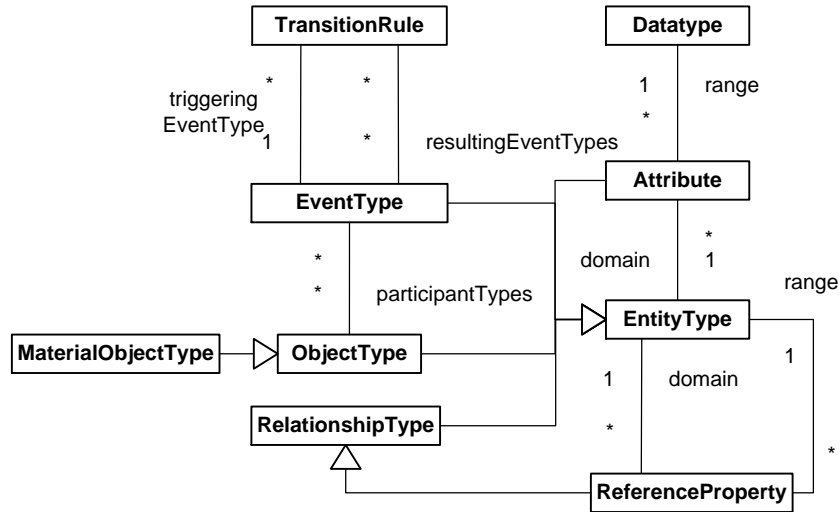 TransitionRule
Datatype
*
*
1
range
triggering
EventType
1
*
*
resultingEventTypes
Attribute
EventType
*
*
*
1
domain
participantTypes
range
EntityType
MaterialObjectType
ObjectType
1
domain
1
RelationshipType
*
*
ReferenceProperty